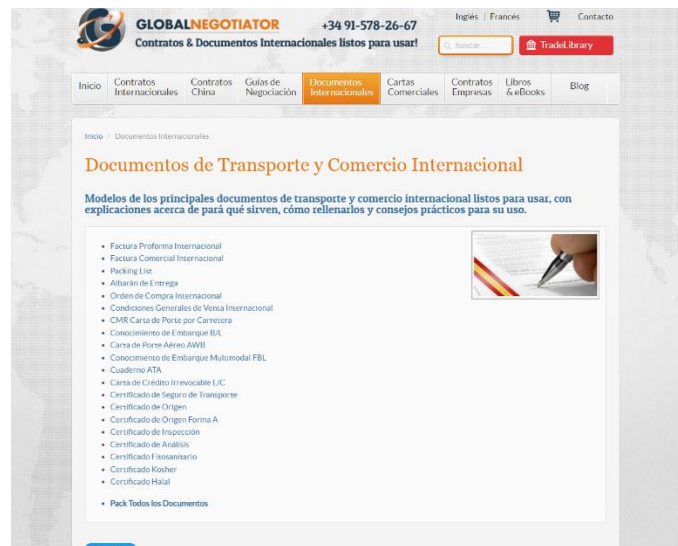 GLOBALNEGOTIATOR +34 91-578-26-67
Inglés | Francés Contacto
Contratos & Documentos Internacionales listos para usar!
buscar... TradeLibrary
Inicio
Contratos Internacionales
Contratos China
Guías de Negociación
Documentos Internacionales
Cartas Comerciales
Contratos Empresas
Libros & eBooks
Blog
Inicio Documentos Internacionales
Documentos de Transporte y Comercio Internacional
Modelos de los principales documentos de transporte y comercio internacional listos para usar, con
explicaciones acerca de pará qué sirven, cómo rellenarlos y consejos prácticos para su uso.
• Factura Proforma Internacional
• Factura Comercial Internacional
• Packing List
• Albarán de Entrega
• Orden de Compra Internacional
• Condiciones Generales de Venta Internacional
• CMR Carta de Porte por Carretera
• Conocimiento de Embarque B/L
• Carta de Porte Aéreo AWB
• Conocimiento de Embarque Multimodal FBL
• Cuaderno ATA
• Carta de Crédito Irrevocable L/C
• Certificado de Seguro de Transporte
• Certificado de Origen
• Certificado de Origen Forma A
• Certificado de Inspección
• Certificado de Análisis
• Certificado Fitosanitario
• Certificado Kosher
• Certificado Halal
• Pack Todos los Documentos